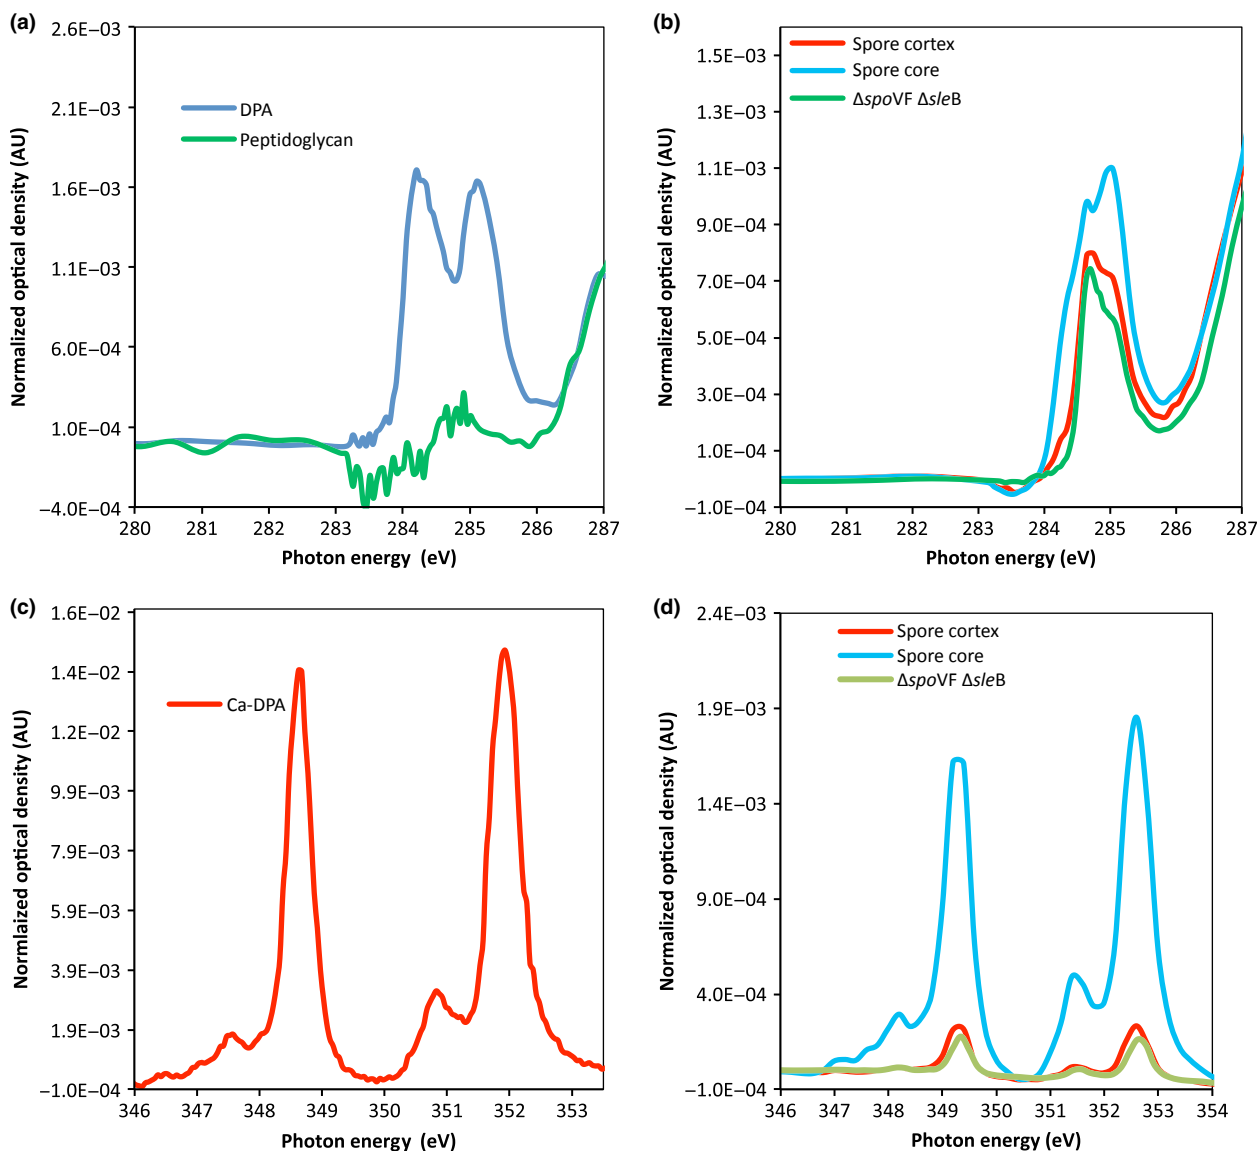 (a)
2.6E−03
2.1E−03
1.6E−03
1.1E−03
6.0E−04
1.0E−04
−4.0E−04
Normalized optical density (AU)
DPA
Peptidoglycan
280 281 282 283 284 285 286 287
Photon energy (eV)
(b)
1.5E−03
1.3E−03
1.1E−03
9.0E−04
7.0E−04
5.0E−04
3.0E−04
1.0E−04
−1.0E−04
Normalized optical density (AU)
Spore cortex
Spore core
ΔspoVF ΔsleB
280 281 282 283 284 285 286 287
Photon energy (eV)
(c)
1.6E−02
1.4E−02
1.2E−02
9.9E−03
7.9E−03
5.9E−03
3.9E−03
1.9E−03
−1.0E−04
Normlaized optical density (AU)
Ca-DPA
346 347 348 349 350 351 352 353
Photon energy (eV)
(d)
2.4E−03
1.9E−03
1.4E−03
9.0E−04
4.0E−04
−1.0E−04
Normalized optical density (AU)
Spore cortex
Spore core
ΔspoVF ΔsleB
346 347 348 349 350 351 352 353 354
Photon energy (eV)